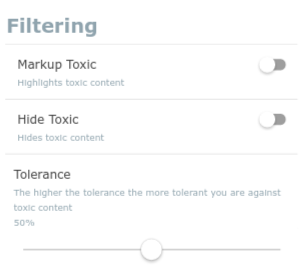 Filtering
Markup Toxic
Highlights toxic content
Hide Toxic
Hides toxic content
Tolerance
The higher the tolerance the more tolerant you are against
toxic content
50%